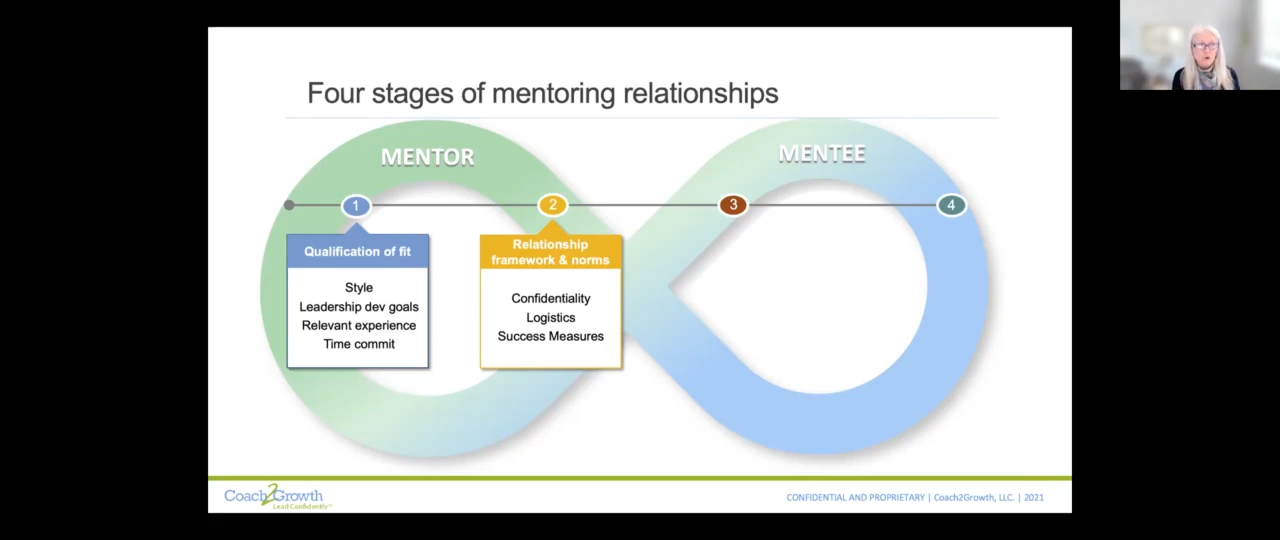 Four stages of mentoring relationships
MENTOR
MENTEE
1
2
3
4
Qualification of fit
Style
Leadership dev goals
Relevant experience
Time commit
Relationship
framework & norms
Confidentiality
Logistics
Success Measures
Coach2Growth
Lead Confidently™
CONFIDENTIAL AND PROPRIETARY | Coach2Growth, LLC. | 2021